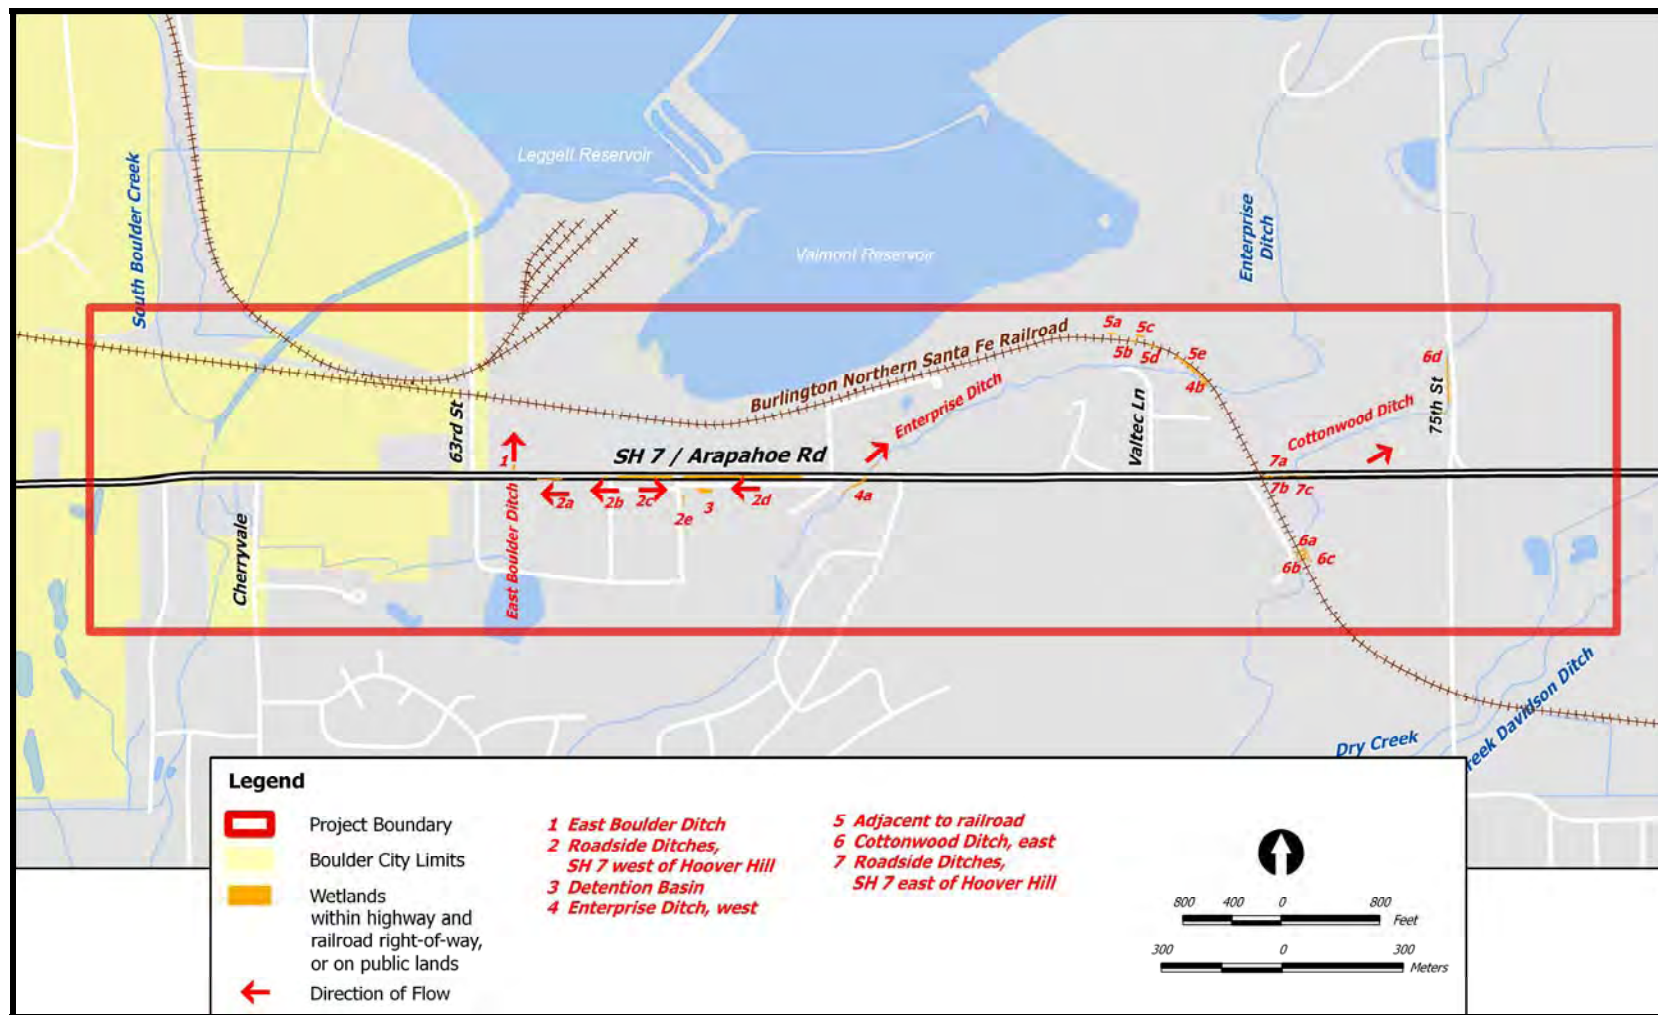 South Boulder Creek
Leggell Reservoir
Valmont Reservoir
Enterprise
Ditch
Burlington Northern Santa Fe Railroad
5a
5c
5b
5d
5e
4b
6d
75th St
63rd St
Enterprise Ditch
Valtec Ln
Cottonwood Ditch
SH 7 / Arapahoe Rd
1
7a
2a
2b
2c
2d
2e
3
4a
7b
7c
East Boulder Ditch
Cherryvale
6a
6b
6c
Dry Creek
reek Davidson Ditch
Legend
Project Boundary
Boulder City Limits
Wetlands
within highway and
railroad right-of-way,
or on public lands
Direction of Flow
1 East Boulder Ditch
2 Roadside Ditches,
SH 7 west of Hoover Hill
3 Detention Basin
4 Enterprise Ditch, west
5 Adjacent to railroad
6 Cottonwood Ditch, east
7 Roadside Ditches,
SH 7 east of Hoover Hill
800 400 0 800
Feet
300 0 300
Meters